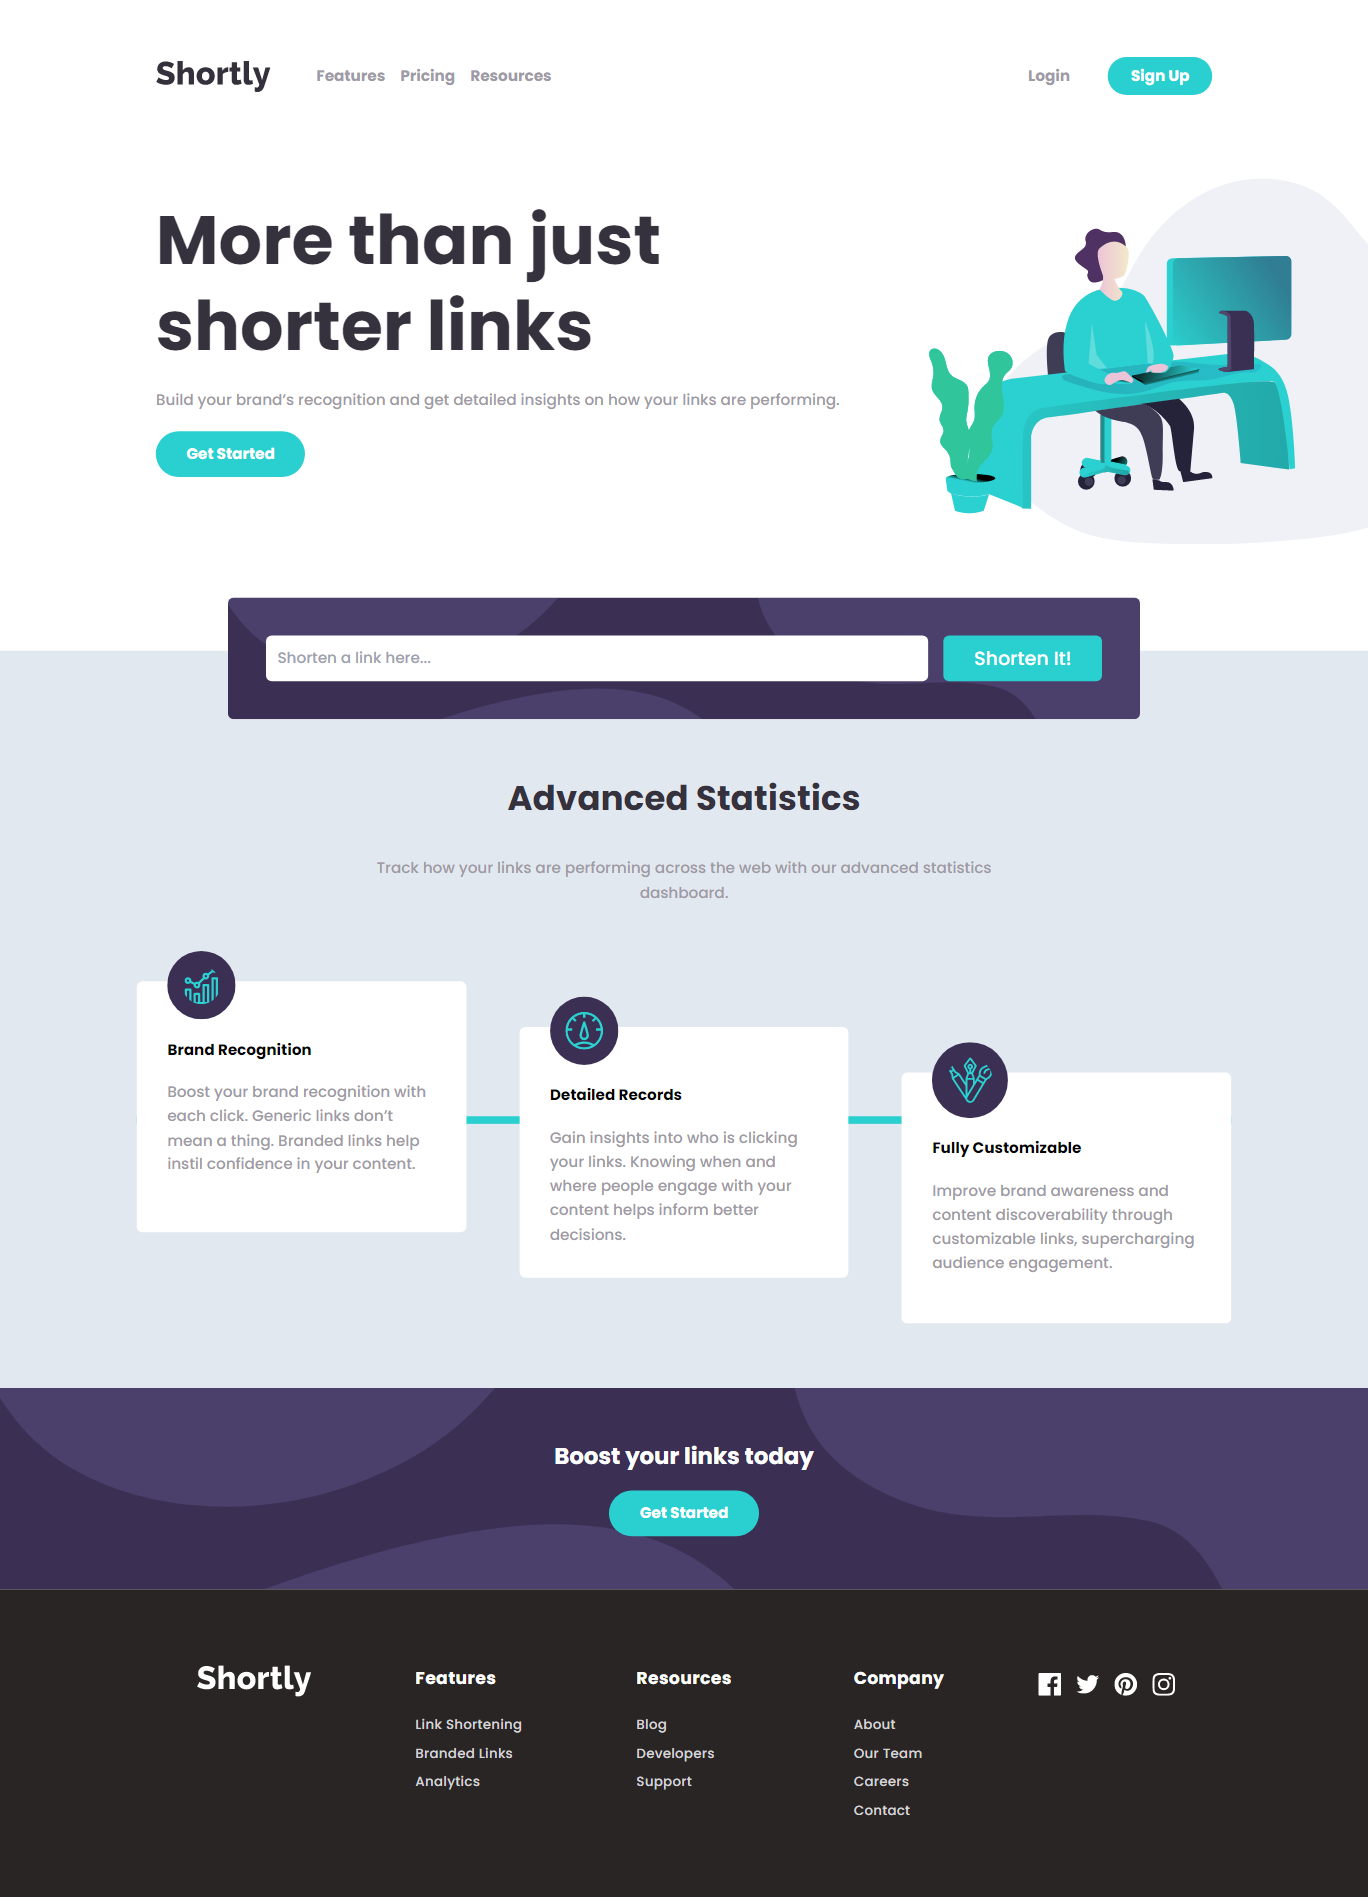 Shortly
Features Pricing Resources
Login
Sign Up
More than just
shorter links
Build your brand’s recognition and get detailed insights on how your links are performing.
Get Started
Shorten a link here...
Shorten It!
Advanced Statistics
Track how your links are performing across the web with our advanced statistics
dashboard.
Brand Recognition
Boost your brand recognition with
each click. Generic links don’t
mean a thing. Branded links help
instil confidence in your content.
Detailed Records
Gain insights into who is clicking
your links. Knowing when and
where people engage with your
content helps inform better
decisions.
Fully Customizable
Improve brand awareness and
content discoverability through
customizable links, supercharging
audience engagement.
Boost your links today
Get Started
Shortly
Features
Link Shortening
Branded Links
Analytics
Resources
Blog
Developers
Support
Company
About
Our Team
Careers
Contact